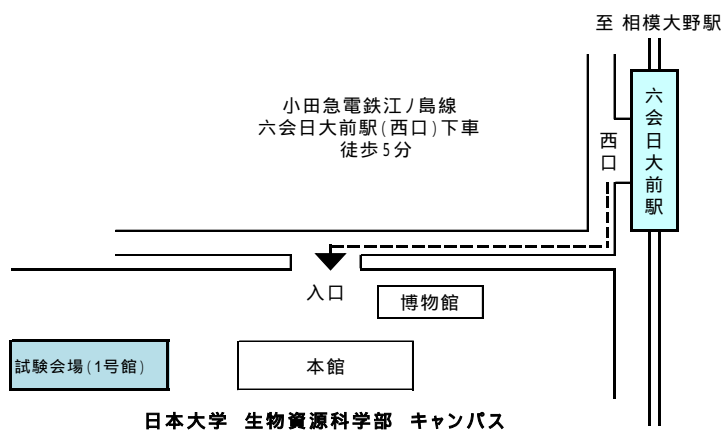 至 相模大野駅
小田急電鉄江ノ島線
六会日大前駅(西口)下車
徒歩5分
六会日大前駅
西口
入口
博物館
試験会場(1号館)
本館
日本大学 生物資源科学部 キャンパス